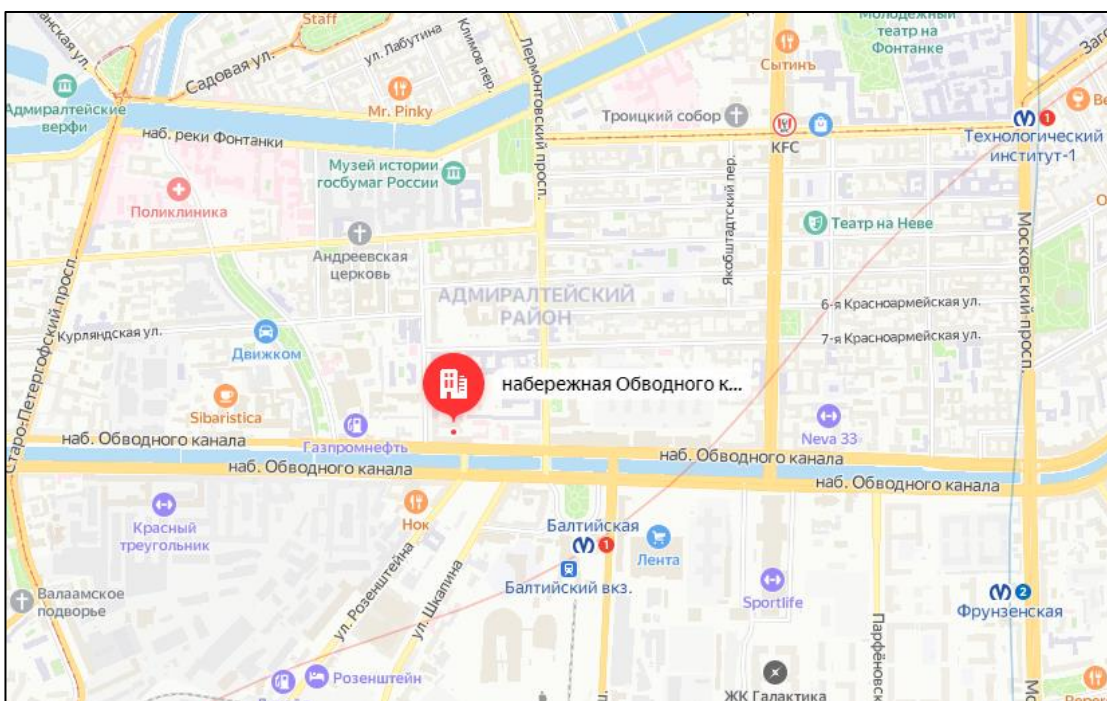 Staff
ул. Лабутина
Климов пер.
Садовая ул.
Лермонтовский просп.
Молодёжный
театр на
Фонтанке
Сытинъ
Адмиралтейские
верфи
Mr. Pinky
наб. реки Фонтанки
Троицкий собор
KFC
1
Технологический
институт-1
Музей истории
госбумаг России
Поликлиника
Якобштадтский пер.
Театр на Неве
Андреевская
церковь
Московский просп.
Старо-Петергофский просп.
АДМИРАЛТЕЙСКИЙ
РАЙОН
6-я Красноармейская ул.
7-я Красноармейская ул.
Курляндская ул.
Движком
набережная Обводного к...
Sibaristica
Газпромнефть
Neva 33
наб. Обводного канала
наб. Обводного канала
наб. Обводного канала
наб. Обводного канала
Красный
треугольник
Нок
Балтийская
1
Лента
Балтийский вкз.
ул. Розенштейна
ул. Шкапина
Sportlife
2
Фрунзенская
Валаамское
подворье
Розенштейн
ЖК Галактика